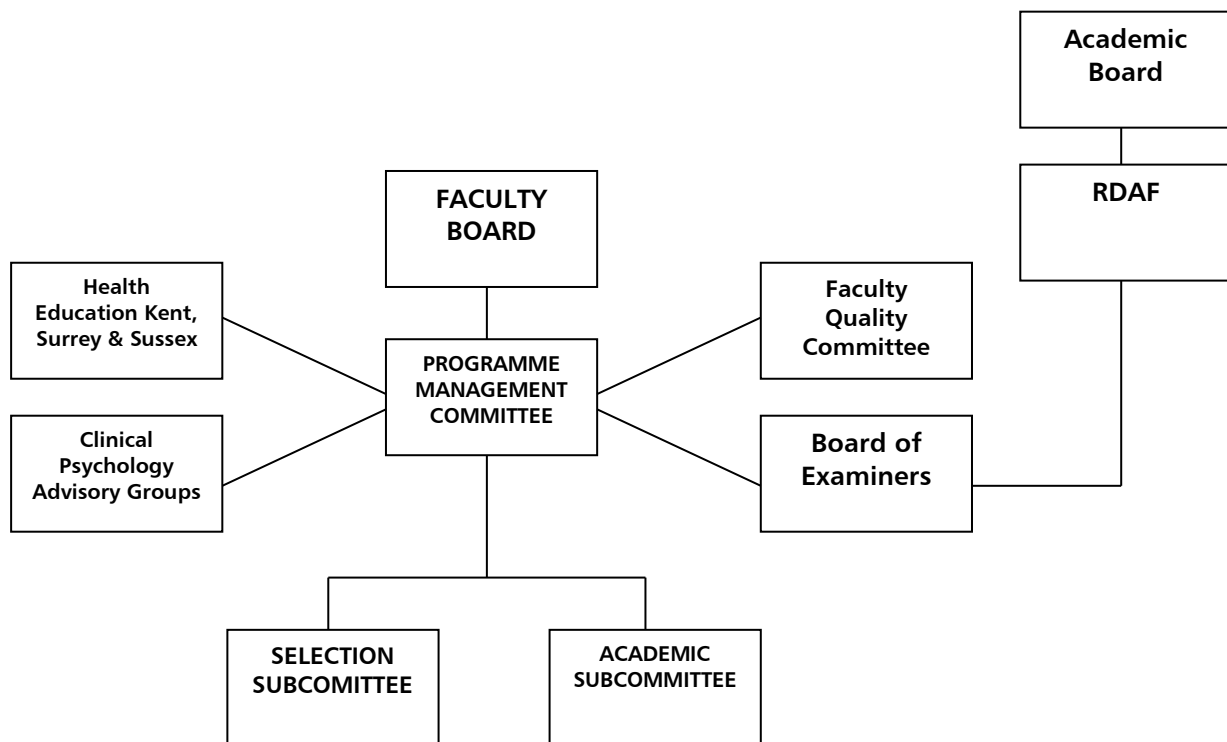 Academic
Board
RDAF
FACULTY
BOARD
Health
Education Kent,
Surrey & Sussex
Faculty
Quality
Committee
PROGRAMME
MANAGEMENT
COMMITTEE
Clinical
Psychology
Advisory Groups
Board of
Examiners
SELECTION
SUBCOMITTEE
ACADEMIC
SUBCOMMITTEE